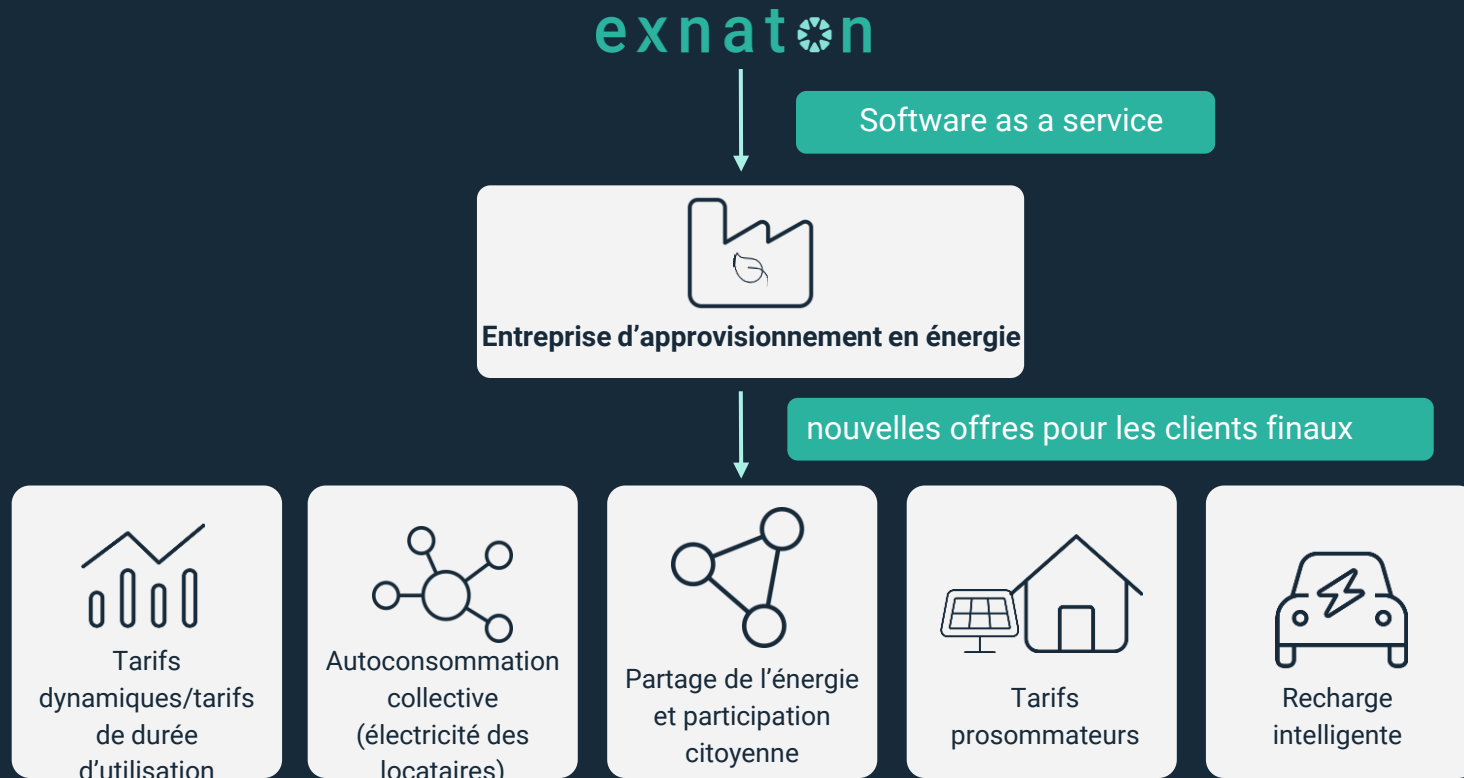 exnaton
Software as a service
Entreprise d’approvisionnement en énergie
nouvelles offres pour les clients finaux
Tarifs
dynamiques/tarifs
de durée
d’utilisation
Autoconsommation
collective
(électricité des
locataires)
Partage de l’énergie
et participation
citoyenne
Tarifs
prosommateurs
Recharge
intelligente